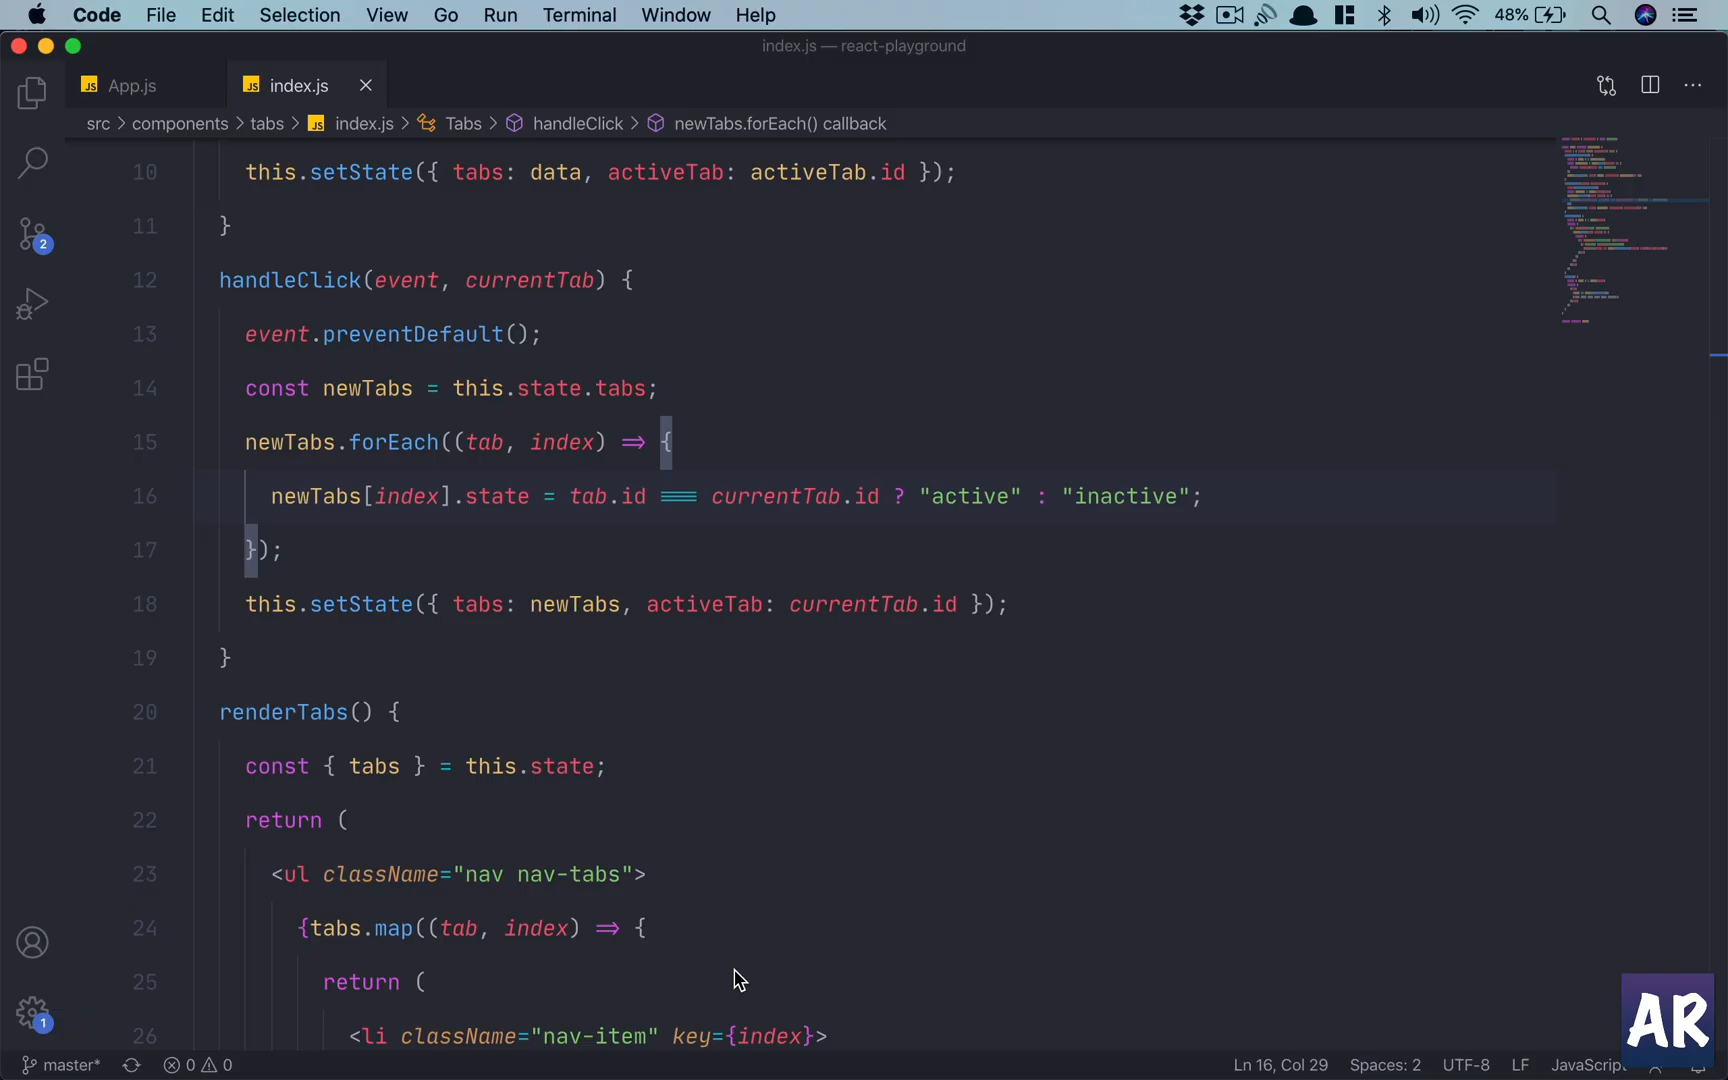 Code File Edit Selection View Go Run Terminal Window Help 48%
index.js — react-playground
JS App.js JS index.js
src > components > tabs > JS index.js > Tabs > handleClick > newTabs.forEach() callback
10 this.setState({ tabs: data, activeTab: activeTab.id });
11 }
12 handleClick(event, currentTab) {
13 event.preventDefault();
14 const newTabs = this.state.tabs;
15 newTabs.forEach((tab, index) => {
16 newTabs[index].state = tab.id === currentTab.id ? "active" : "inactive";
17 });
18 this.setState({ tabs: newTabs, activeTab: currentTab.id });
19 }
20 renderTabs() {
21 const { tabs } = this.state;
22 return (
23 <ul className="nav nav-tabs">
24 {tabs.map((tab, index) => {
25 return (
26 <li className="nav-item" key={index}>
2
1
AR
master* 0 0 Ln 16, Col 29 Spaces: 2 UTF-8 LF JavaScrip